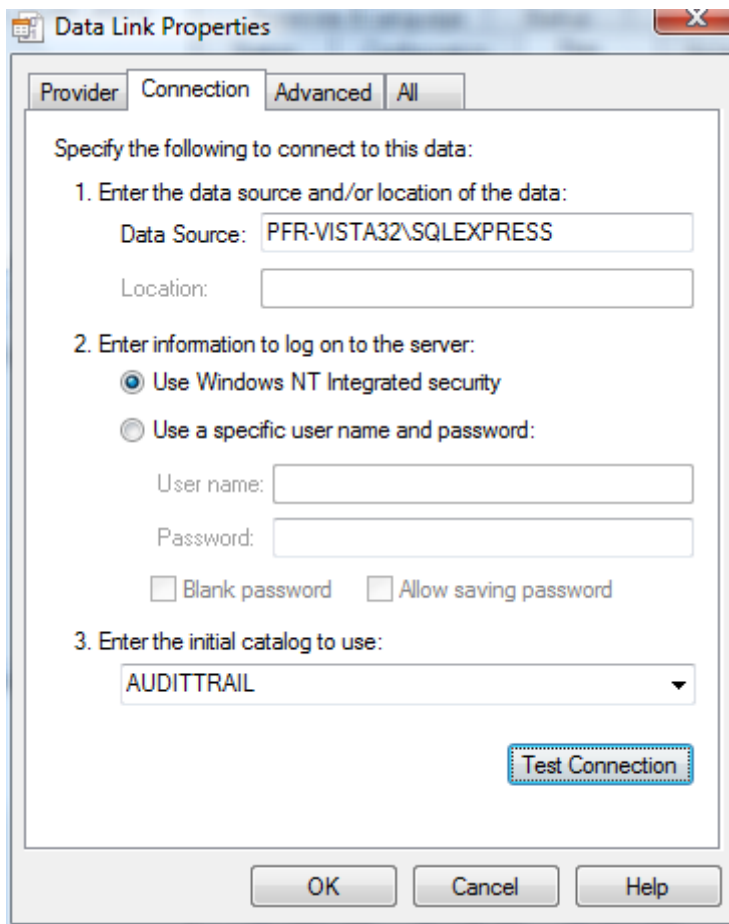 Data Link Properties
Provider Connection Advanced All
Specify the following to connect to this data:
1. Enter the data source and/or location of the data:
Data Source: PFR-VISTA32\SQLEXPRESS
Location:
2. Enter information to log on to the server:
Use Windows NT Integrated security
Use a specific user name and password:
User name:
Password:
Blank password Allow saving password
3. Enter the initial catalog to use:
AUDITTRAIL
Test Connection
OK Cancel Help